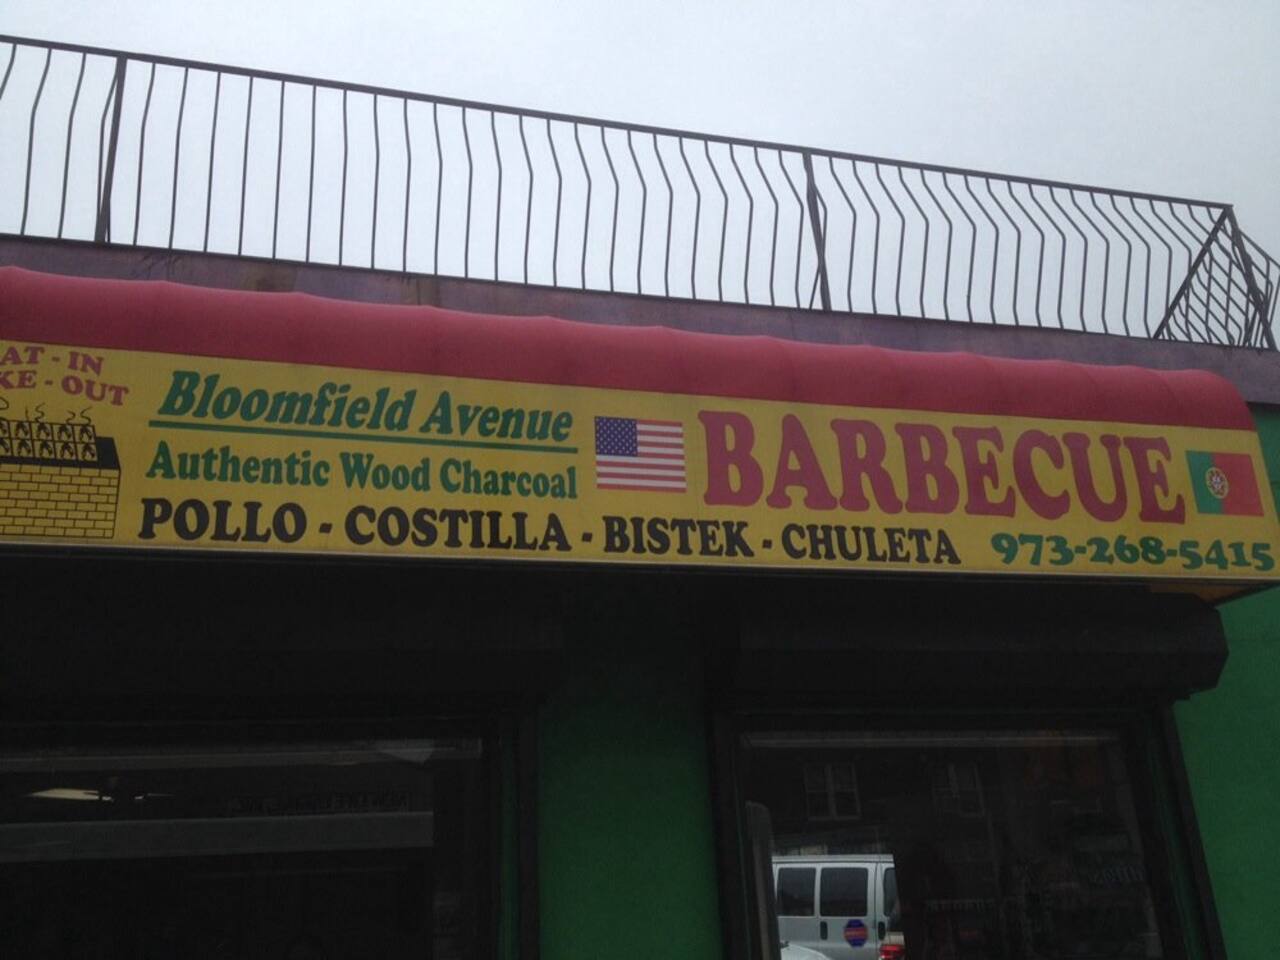 AT - IN
KE - OUT
Bloomfield Avenue
Authentic Wood Charcoal
BARBECUE
POLLO - COSTILLA - BISTEK - CHULETA
973-268-5415